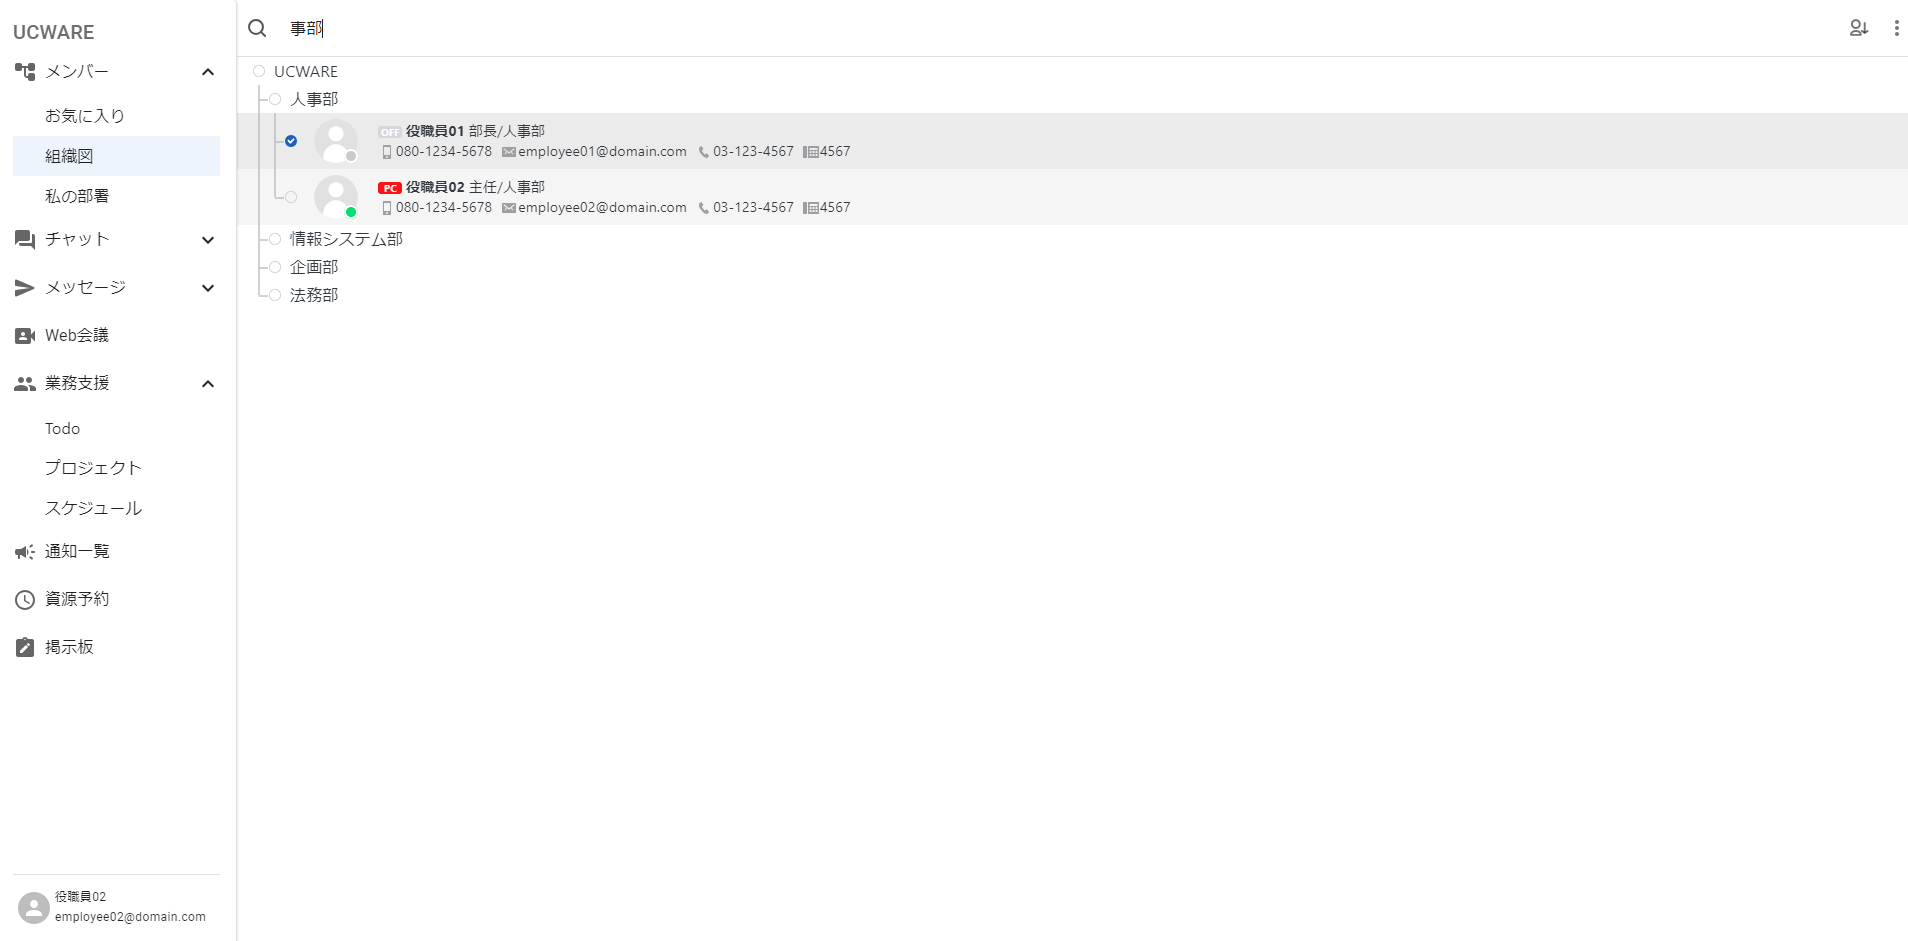 UCWARE
メンバー
お気に入り
組織図
私の部署
チャット
メッセージ
Web会議
業務支援
Todo
プロジェクト
スケジュール
通知一覧
資源予約
掲示板
役職員02
employee02@domain.com
事部
UCWARE
人事部
OFF 役職員01 部長/人事部
080-1234-5678 employee01@domain.com 03-123-4567 4567
PC 役職員02 主任/人事部
080-1234-5678 employee02@domain.com 03-123-4567 4567
情報システム部
企画部
法務部